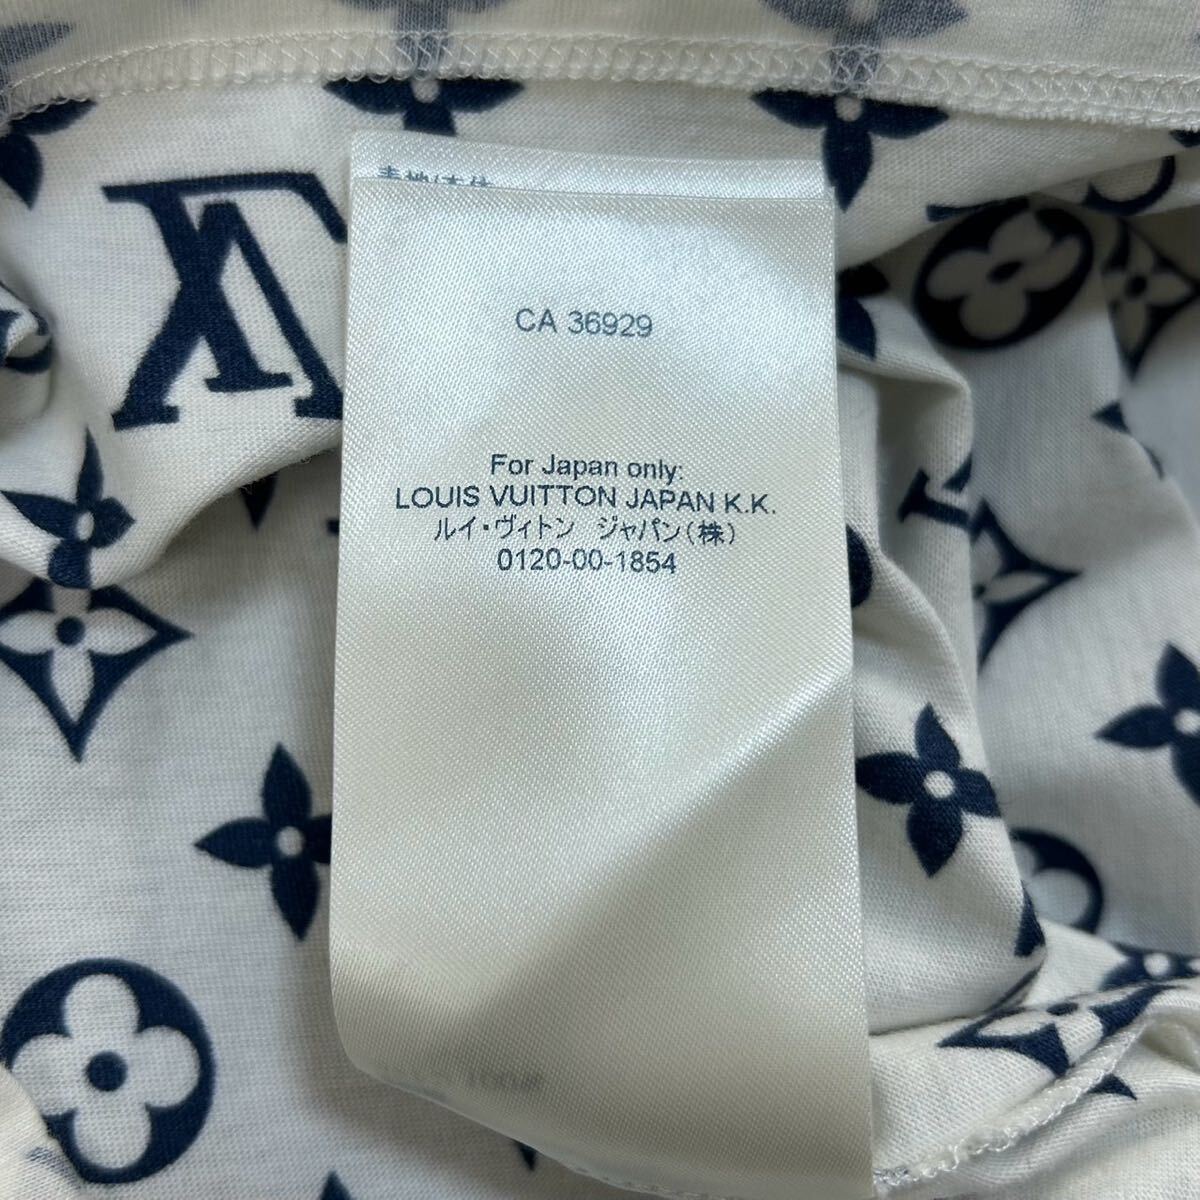 CA 36929
For Japan only:
LOUIS VUITTON JAPAN K.K.
ルイ・ヴィトン ジャパン(株)
0120-00-1854